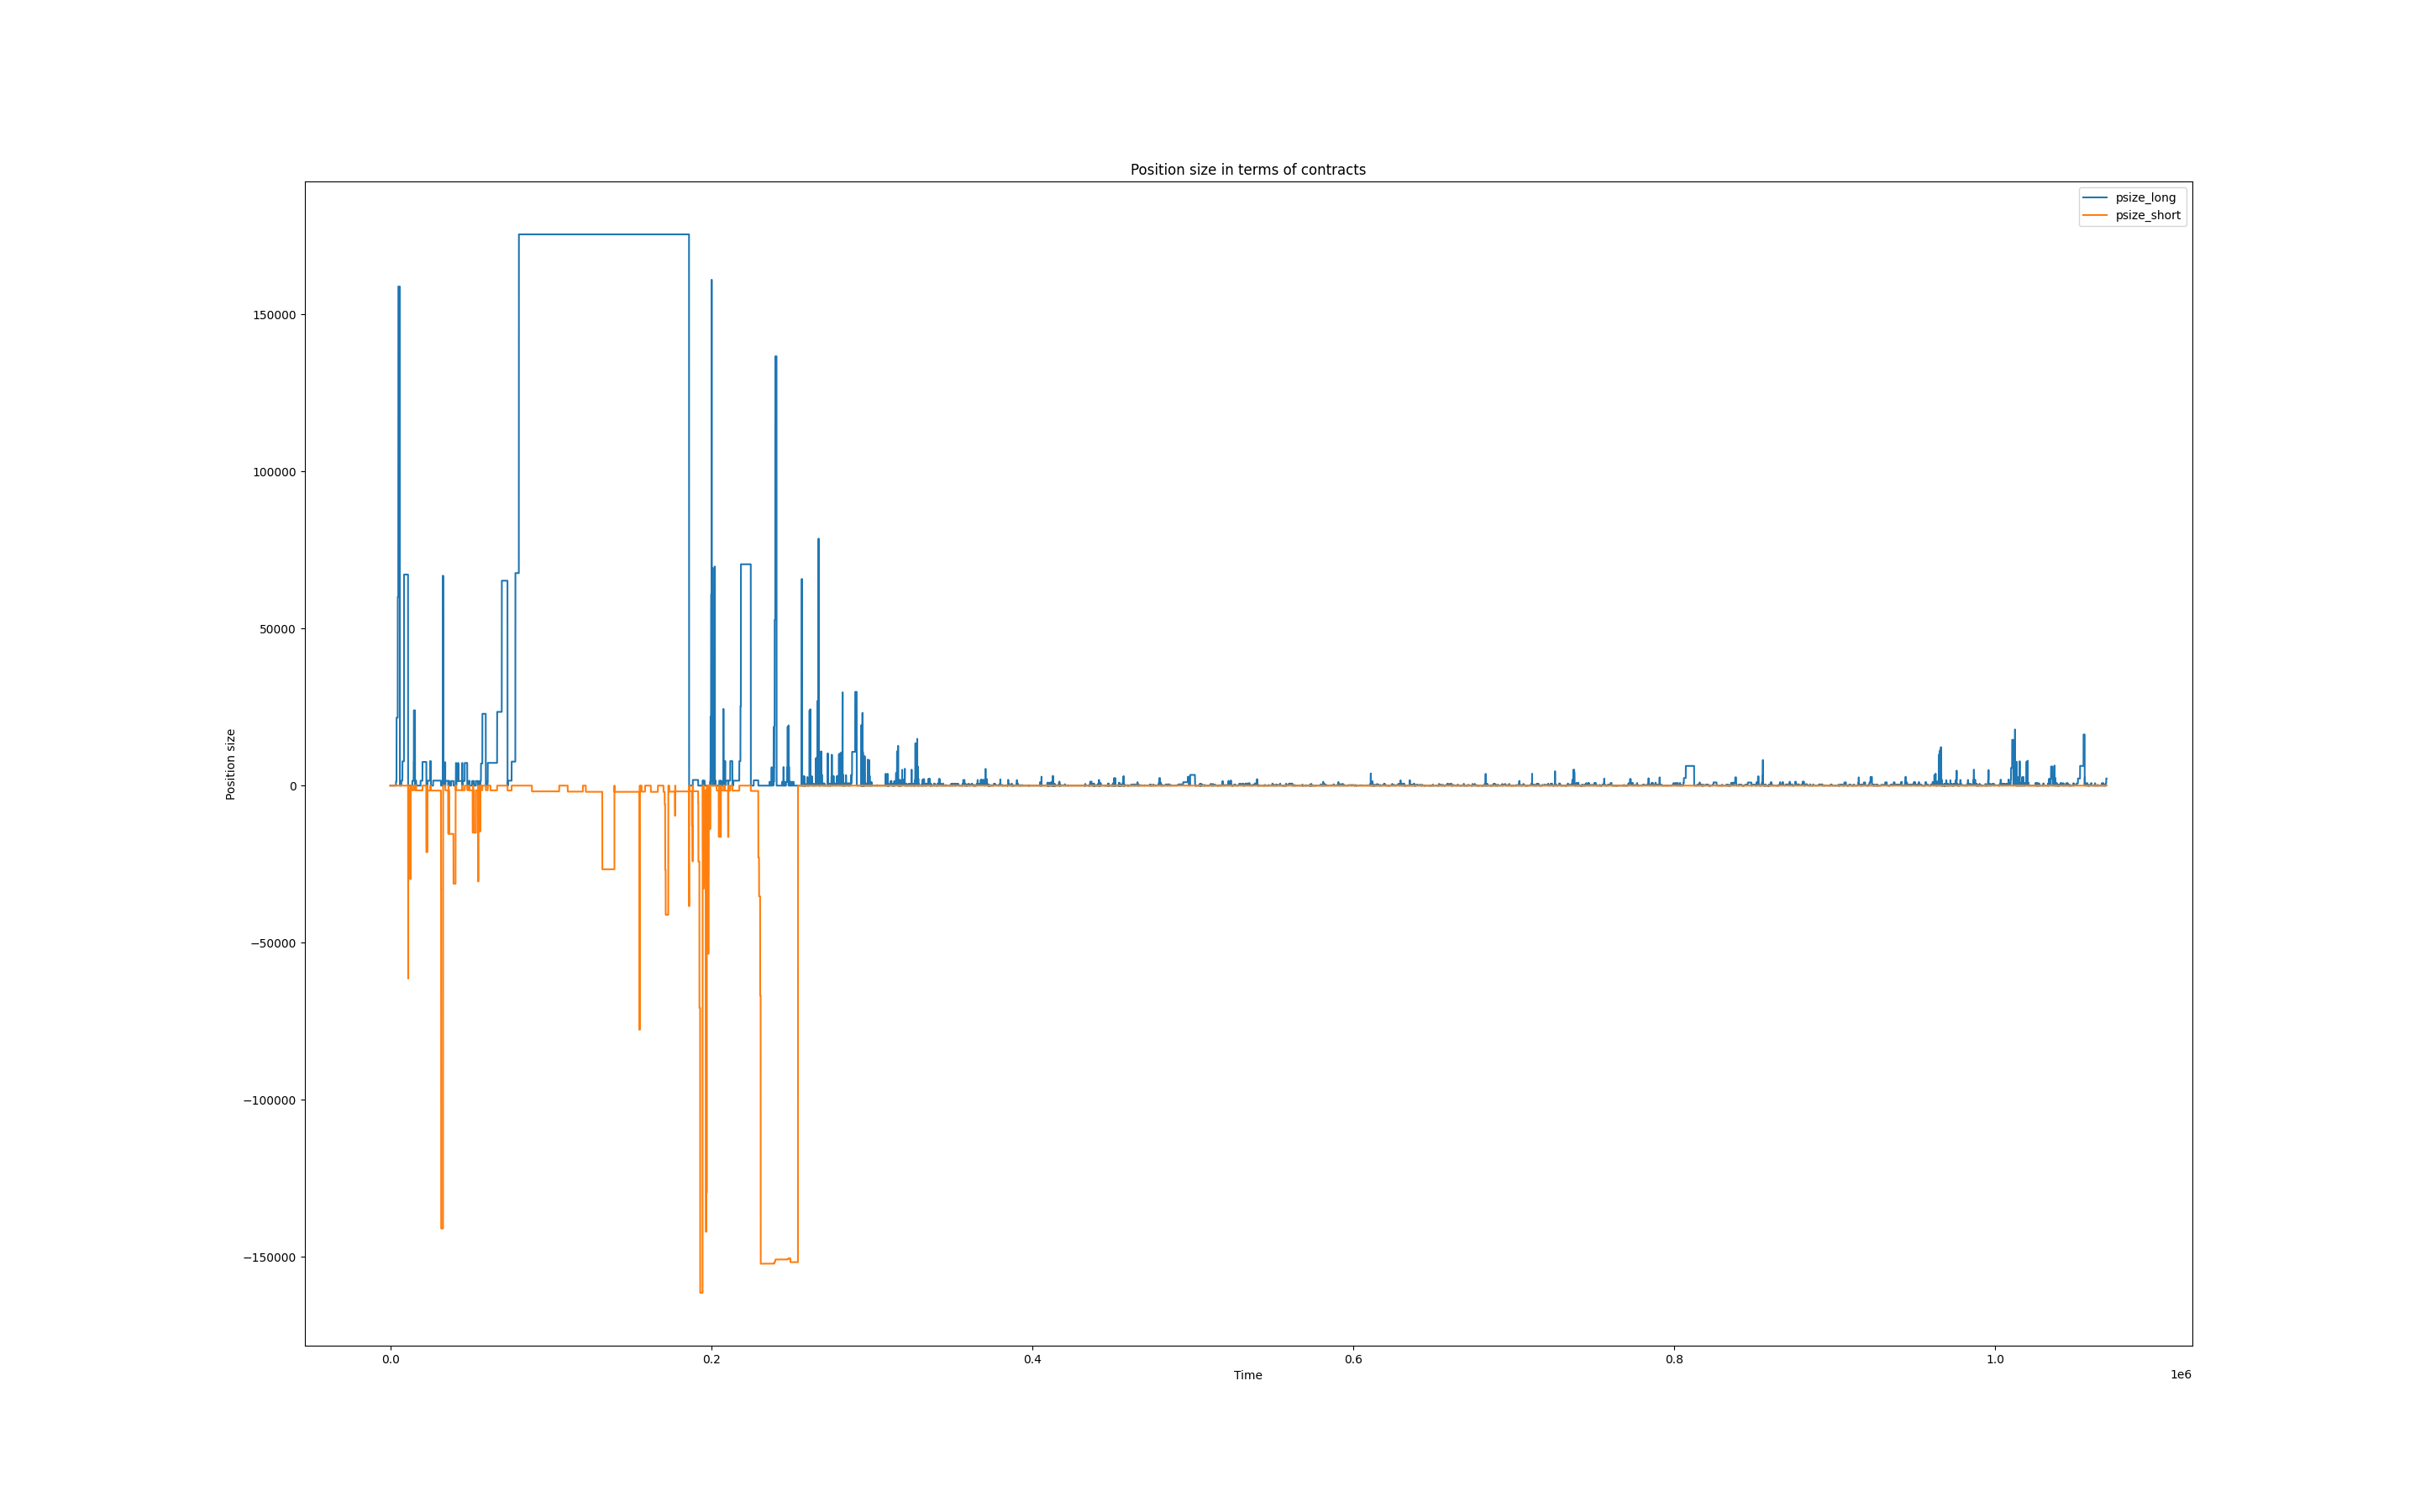 Position size in terms of contracts
psize_long
psize_short
150000
100000
50000
0
−50000
−100000
−150000
Position size
0.0 0.2 0.4 0.6 0.8 1.0
1e6
Time